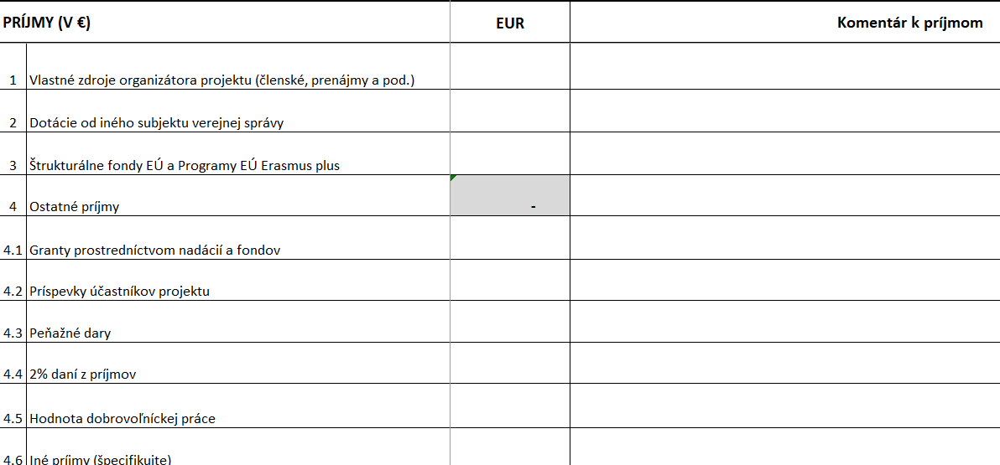 PRÍJMY (V €) EUR Komentár k príjmom
1 Vlastné zdroje organizátora projektu (členské, prenájmy a pod.)
2 Dotácie od iného subjektu verejnej správy
3 Štrukturálne fondy EÚ a Programy EÚ Erasmus plus
4 Ostatné príjmy -
4.1 Granty prostredníctvom nadácií a fondov
4.2 Príspevky účastníkov projektu
4.3 Peňažné dary
4.4 2% daní z príjmov
4.5 Hodnota dobrovoľníckej práce
4.6 Iné príjmy (špecifikujte)